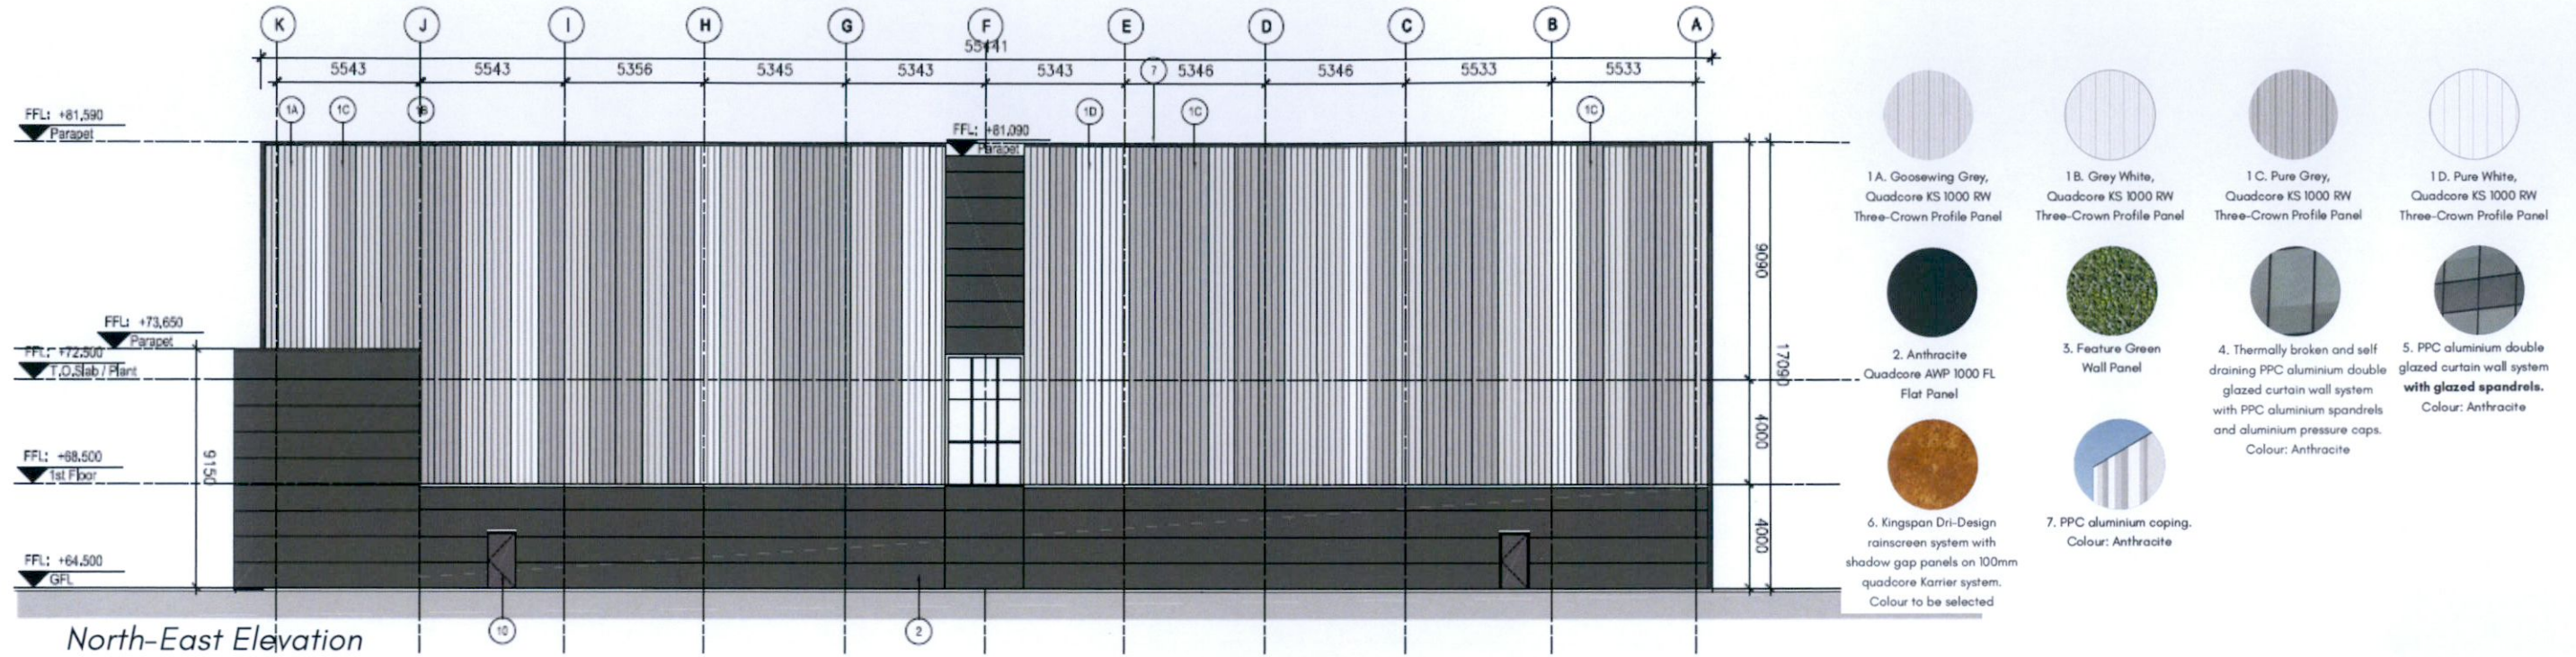 K J I H G F E D C B A
55441
5543 5543 5356 5345 5343 5343 7 5346 5346 5533 5533
1A 1C 1B 1D 1C 1C
FFL: +81,590
Parapet
FFL: +81,090
Parapet
FFL: +73,650
Parapet
FFL: +72,500
T.O.Slab / Plant
FFL: +68,500
1st Floor
FFL: +64,500
GFL
9150
9090
4000
4000
17090
10
2
North-East Elevation
1 A. Goosewing Grey,
Quadcore KS 1000 RW
Three-Crown Profile Panel
1 B. Grey White,
Quadcore KS 1000 RW
Three-Crown Profile Panel
1 C. Pure Grey,
Quadcore KS 1000 RW
Three-Crown Profile Panel
1 D. Pure White,
Quadcore KS 1000 RW
Three-Crown Profile Panel
2. Anthracite
Quadcore AWP 1000 FL
Flat Panel
3. Feature Green
Wall Panel
4. Thermally broken and self
draining PPC aluminium double
glazed curtain wall system
with PPC aluminium spandrels
and aluminium pressure caps.
Colour: Anthracite
5. PPC aluminium double
glazed curtain wall system
with glazed spandrels.
Colour: Anthracite
6. Kingspan Dri-Design
rainscreen system with
shadow gap panels on 100mm
quadcore Karrier system.
Colour to be selected
7. PPC aluminium coping.
Colour: Anthracite